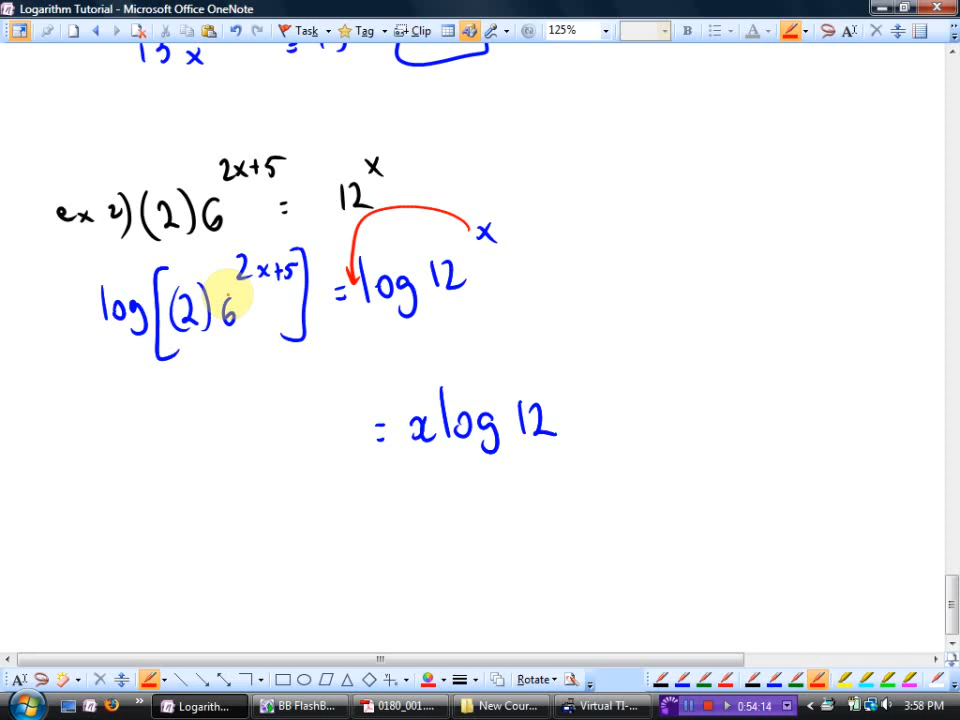 Logarithm Tutorial - Microsoft Office OneNote
Task Tag Clip 125% B A
15 x = 15
ex 2) (2) 6^{2x+5} = 12^x
log[(2) 6^{2x+5}] = log 12^x
= x log 12
Rotate
Logarith... BB FlashB... 0180_001.... New Cour... Virtual TI-... 0:54:14 3:58 PM